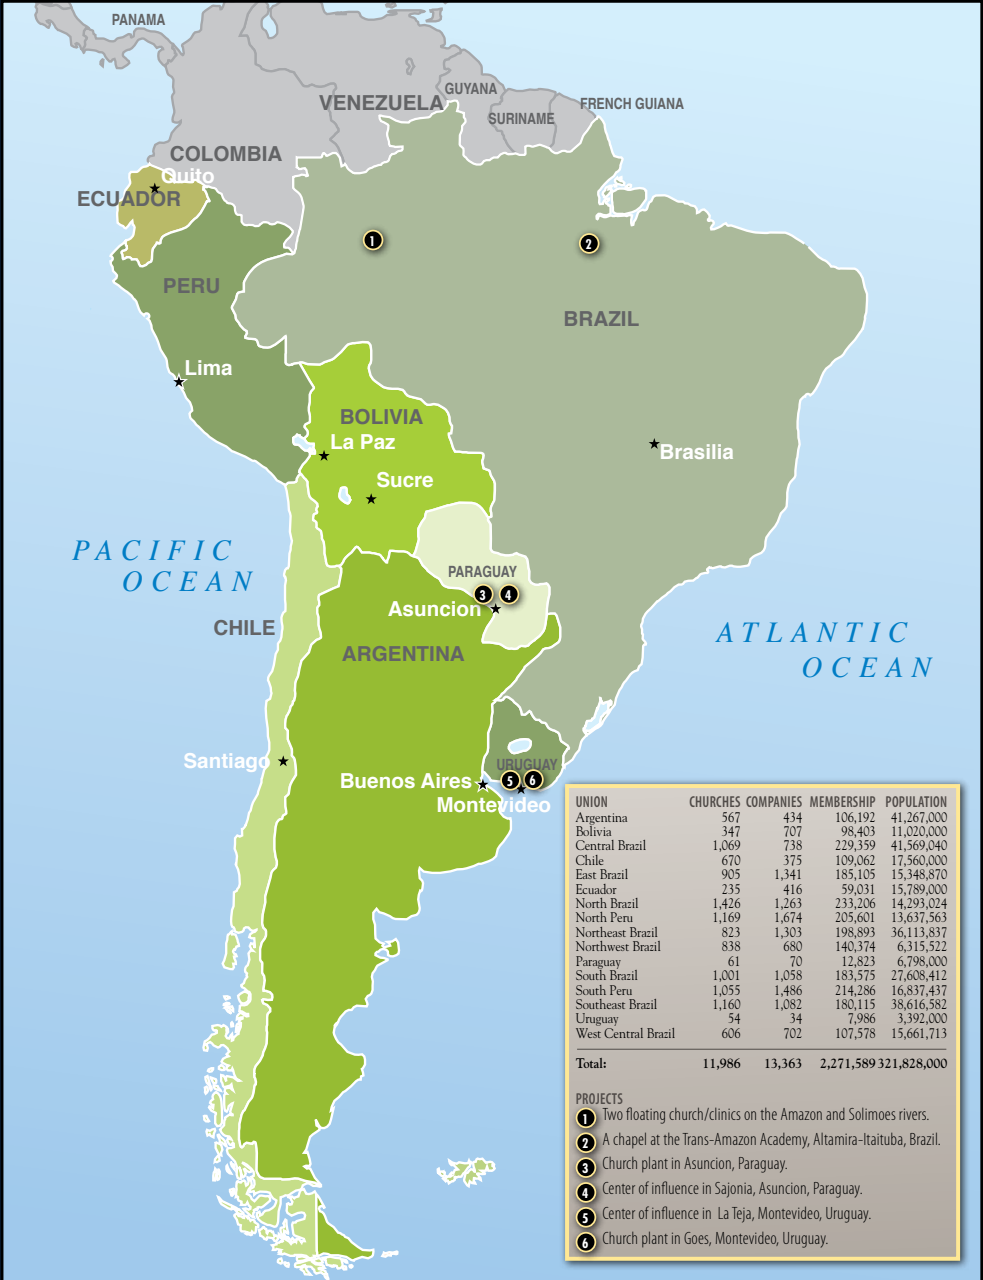 PANAMA
GUYANA
VENEZUELA
FRENCH GUIANA
SURINAME
COLOMBIA
Quito
ECUADOR
1
2
PERU
BRAZIL
Lima
BOLIVIA
La Paz
Brasilia
Sucre
PACIFIC
OCEAN
PARAGUAY
3 4
Asuncion
CHILE
ATLANTIC
OCEAN
ARGENTINA
Santiago
URUGUAY
5 6
Buenos Aires
Montevideo
UNION CHURCHES COMPANIES MEMBERSHIP POPULATION
Argentina 567 434 106,192 41,267,000
Bolivia 347 707 98,403 11,020,000
Central Brazil 1,069 738 229,359 41,569,040
Chile 670 375 109,062 17,560,000
East Brazil 905 1,341 185,105 15,348,870
Ecuador 235 416 59,031 15,789,000
North Brazil 1,426 1,263 233,206 14,293,024
North Peru 1,169 1,674 205,601 13,637,563
Northeast Brazil 823 1,303 198,893 36,113,837
Northwest Brazil 838 680 140,374 6,315,522
Paraguay 61 70 12,823 6,798,000
South Brazil 1,001 1,058 183,575 27,608,412
South Peru 1,055 1,486 214,286 16,837,437
Southeast Brazil 1,160 1,082 180,115 38,616,582
Uruguay 54 34 7,986 3,392,000
West Central Brazil 606 702 107,578 15,661,713
Total: 11,986 13,363 2,271,589 321,828,000
PROJECTS
1 Two floating church/clinics on the Amazon and Solimoes rivers.
2 A chapel at the Trans-Amazon Academy, Altamira-Itaituba, Brazil.
3 Church plant in Asuncion, Paraguay.
4 Center of influence in Sajonia, Asuncion, Paraguay.
5 Center of influence in La Teja, Montevideo, Uruguay.
6 Church plant in Goes, Montevideo, Uruguay.